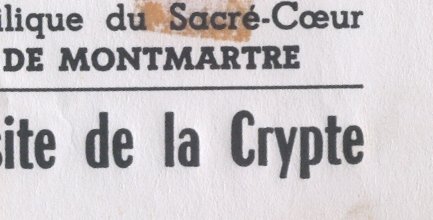 ilique du Sacré-Cœur
DE MONTMARTRE
site de la Crypte